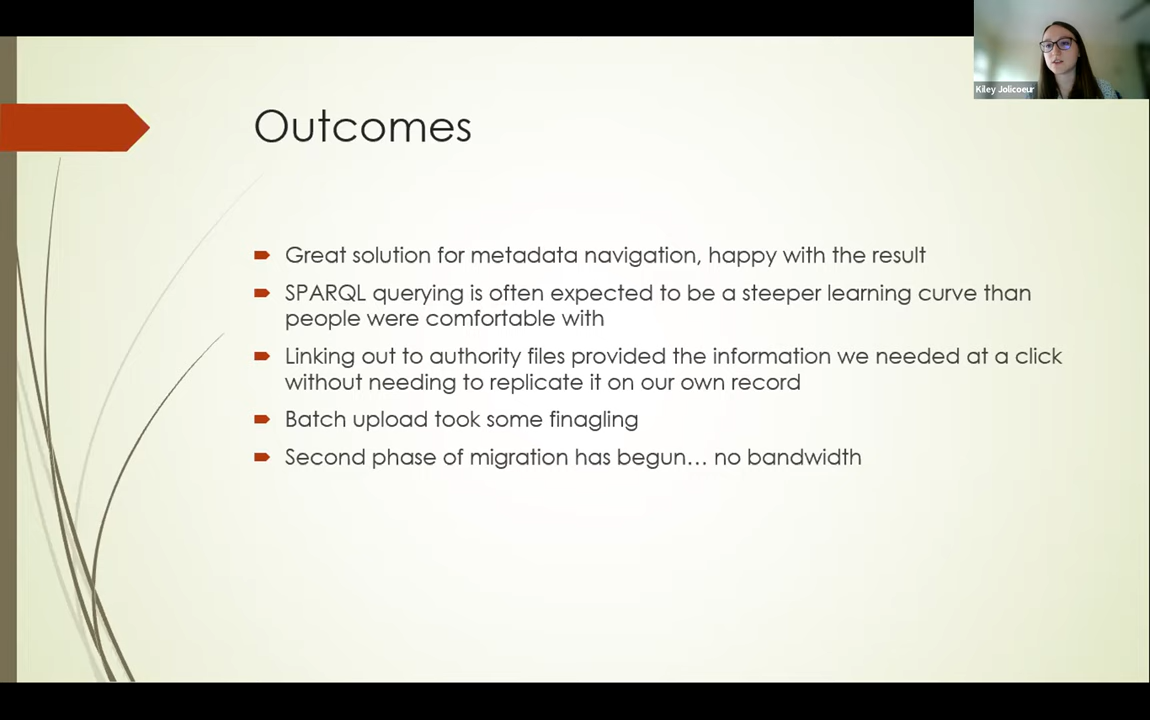 Kiley Jolicoeur
Outcomes
Great solution for metadata navigation, happy with the result
SPARQL querying is often expected to be a steeper learning curve than
people were comfortable with
Linking out to authority files provided the information we needed at a click
without needing to replicate it on our own record
Batch upload took some finagling
Second phase of migration has begun… no bandwidth